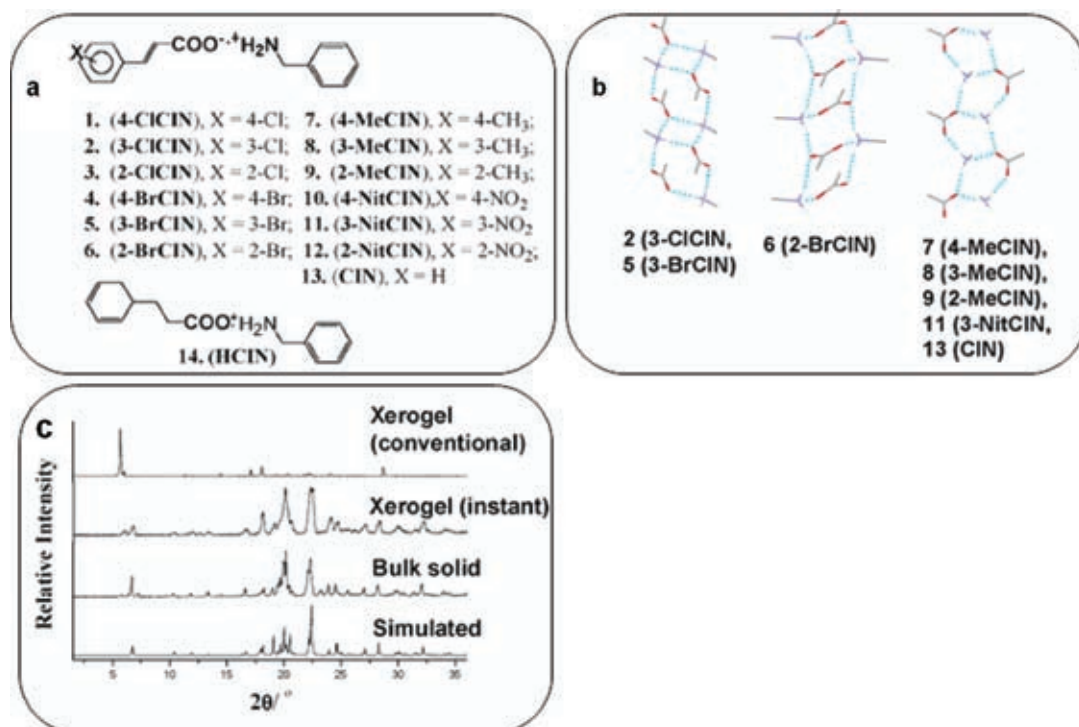 a
X
COO⁻·⁺H₂N
1. (4-ClCIN), X = 4-Cl; 7. (4-MeCIN), X = 4-CH₃;
2. (3-ClCIN), X = 3-Cl; 8. (3-MeCIN), X = 3-CH₃;
3. (2-ClCIN), X = 2-Cl; 9. (2-MeCIN), X = 2-CH₃;
4. (4-BrCIN), X = 4-Br; 10. (4-NitCIN),X = 4-NO₂
5. (3-BrCIN), X = 3-Br; 11. (3-NitCIN), X = 3-NO₂
6. (2-BrCIN), X = 2-Br; 12. (2-NitCIN), X = 2-NO₂;
13. (CIN), X = H
COO⁻·⁺H₂N
14. (HCIN)
b
2 (3-ClCIN,
5 (3-BrCIN)
6 (2-BrCIN)
7 (4-MeCIN),
8 (3-MeCIN),
9 (2-MeCIN),
11 (3-NitCIN,
13 (CIN)
c
Relative Intensity
Xerogel
(conventional)
Xerogel (instant)
Bulk solid
Simulated
5 10 15 20 25 30 35
2θ/ °